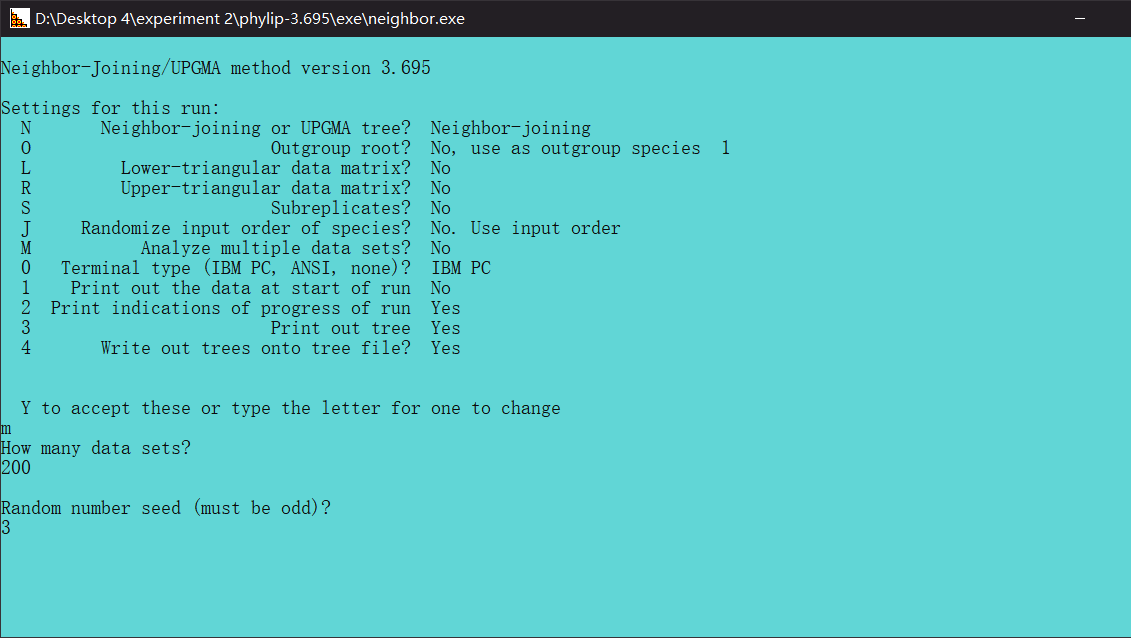 D:\Desktop 4\experiment 2\phylip-3.695\exe\neighbor.exe
Neighbor-Joining/UPGMA method version 3.695
Settings for this run:
N Neighbor-joining or UPGMA tree? Neighbor-joining
O Outgroup root? No, use as outgroup species 1
L Lower-triangular data matrix? No
R Upper-triangular data matrix? No
S Subreplicates? No
J Randomize input order of species? No. Use input order
M Analyze multiple data sets? No
0 Terminal type (IBM PC, ANSI, none)? IBM PC
1 Print out the data at start of run No
2 Print indications of progress of run Yes
3 Print out tree Yes
4 Write out trees onto tree file? Yes
Y to accept these or type the letter for one to change
m
How many data sets?
200
Random number seed (must be odd)?
3